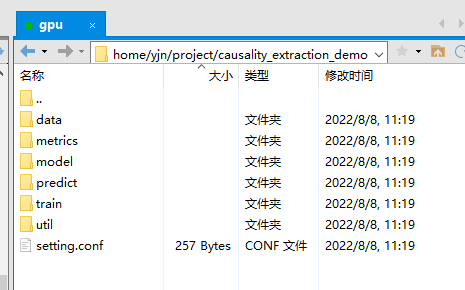 gpu ×
home/yjn/project/causality_extraction_demo
名称 大小 类型 修改时间
..
data 文件夹 2022/8/8, 11:19
metrics 文件夹 2022/8/8, 11:19
model 文件夹 2022/8/8, 11:19
predict 文件夹 2022/8/8, 11:19
train 文件夹 2022/8/8, 11:19
util 文件夹 2022/8/8, 11:19
setting.conf 257 Bytes CONF 文件 2022/8/8, 11:19